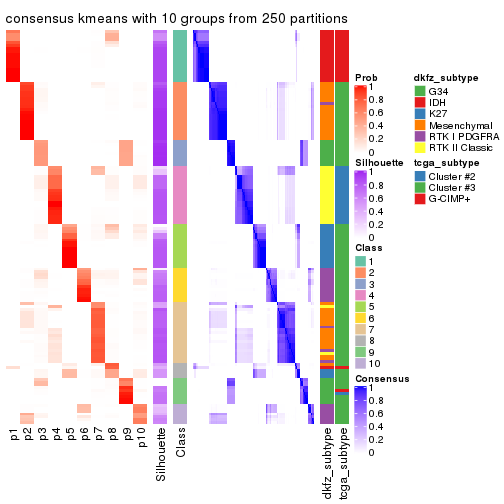 consensus kmeans with 10 groups from 250 partitions
Prob
1
0.8
0.6
0.4
0.2
0
Silhouette
1
0.8
0.6
0.4
0.2
0
Class
1
2
3
4
5
6
7
8
9
10
Consensus
1
0.8
0.6
0.4
0.2
0
dkfz_subtype
G34
IDH
K27
Mesenchymal
RTK I PDGFRA
RTK II Classic
tcga_subtype
Cluster #2
Cluster #3
G-CIMP+
p1
p2
p3
p4
p5
p6
p7
p8
p9
p10
Silhouette
Class
dkfz_subtype
tcga_subtype